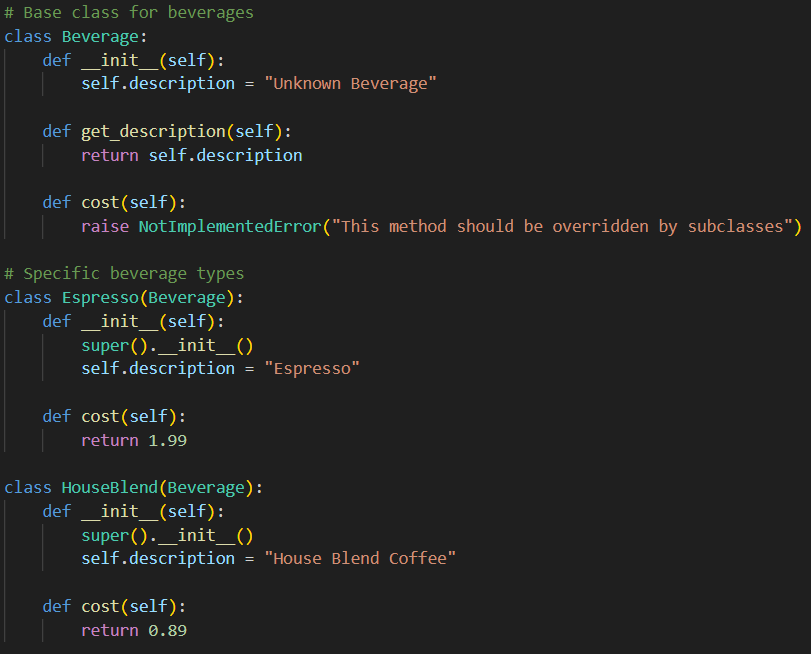 # Base class for beverages
class Beverage:
    def __init__(self):
        self.description = "Unknown Beverage"

    def get_description(self):
        return self.description

    def cost(self):
        raise NotImplementedError("This method should be overridden by subclasses")

# Specific beverage types
class Espresso(Beverage):
    def __init__(self):
        super().__init__()
        self.description = "Espresso"

    def cost(self):
        return 1.99

class HouseBlend(Beverage):
    def __init__(self):
        super().__init__()
        self.description = "House Blend Coffee"

    def cost(self):
        return 0.89